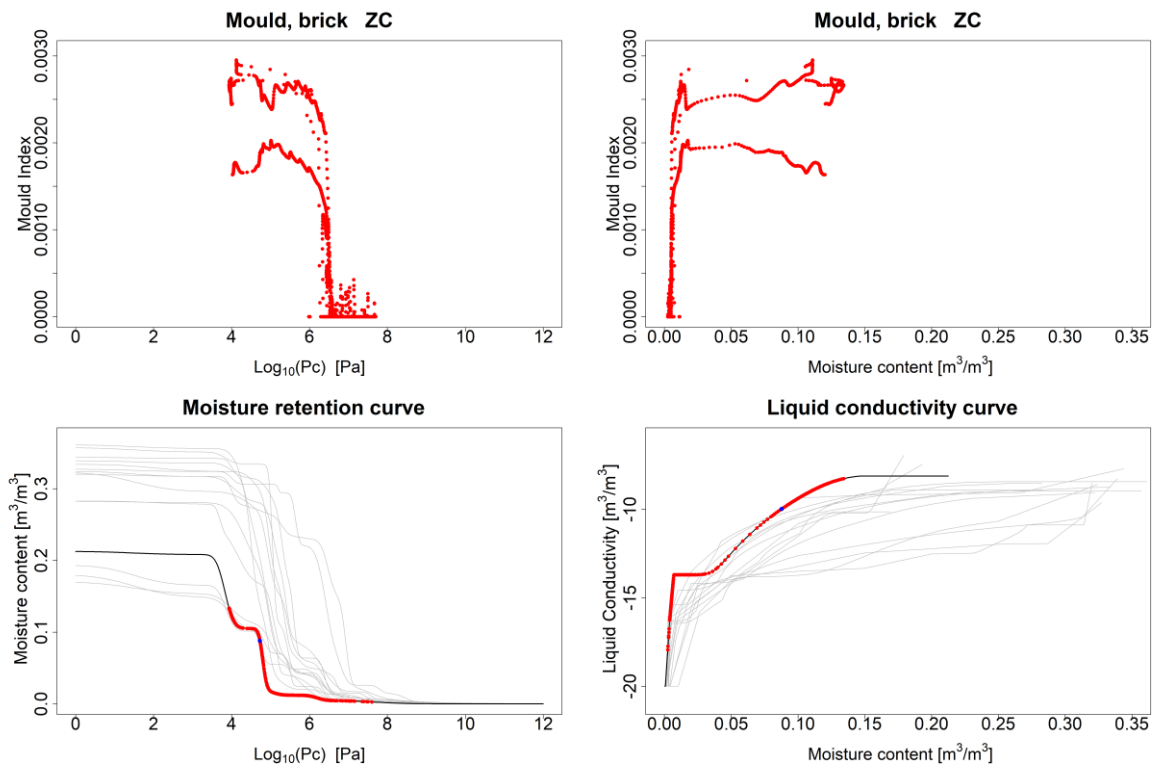 Mould, brick   ZC
Mould Index
0.0000
0.0010
0.0020
0.0030
0 2 4 6 8 10 12
Log₁₀(Pc)  [Pa]
Mould, brick   ZC
Mould Index
0.0000
0.0010
0.0020
0.0030
0.00 0.05 0.10 0.15 0.20 0.25 0.30 0.35
Moisture content [m³/m³]
Moisture retention curve
Moisture content [m³/m³]
0.0
0.1
0.2
0.3
0 2 4 6 8 10 12
Log₁₀(Pc)  [Pa]
Liquid conductivity curve
Liquid Conductivity [m³/m³]
-20
-15
-10
0.00 0.05 0.10 0.15 0.20 0.25 0.30 0.35
Moisture content [m³/m³]